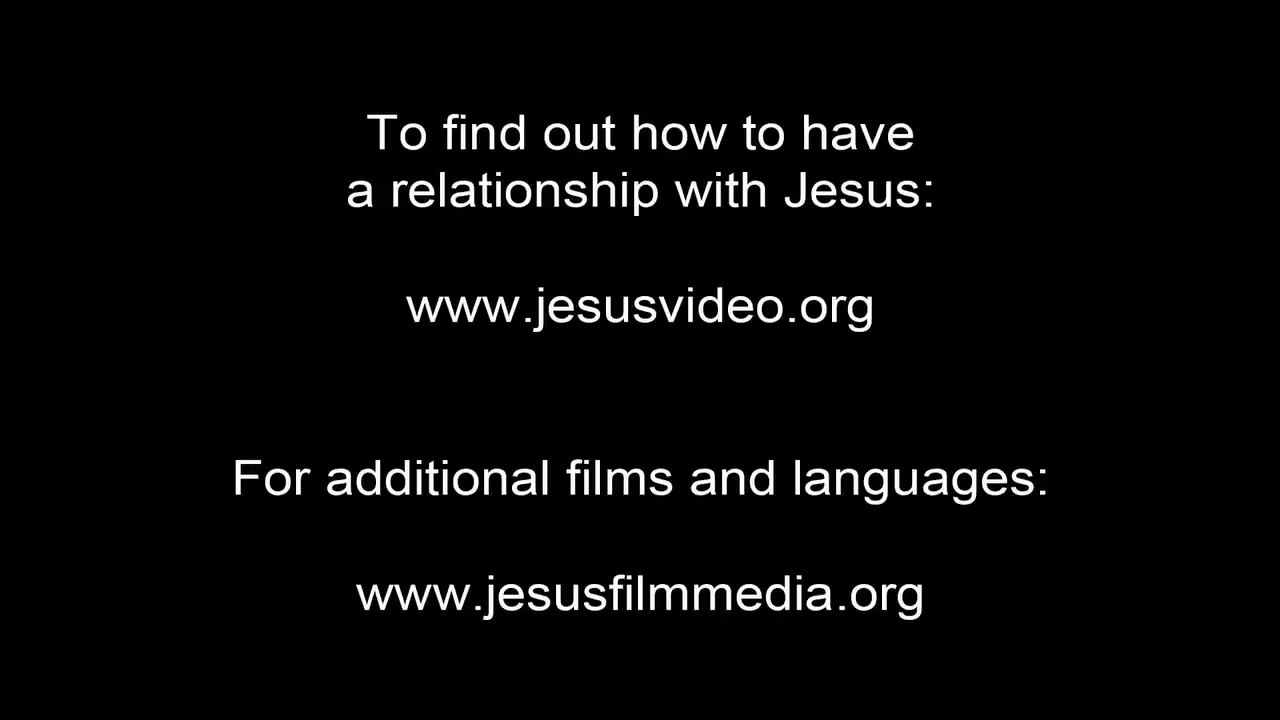 To find out how to have
a relationship with Jesus:
www.jesusvideo.org
For additional films and languages:
www.jesusfilmmedia.org